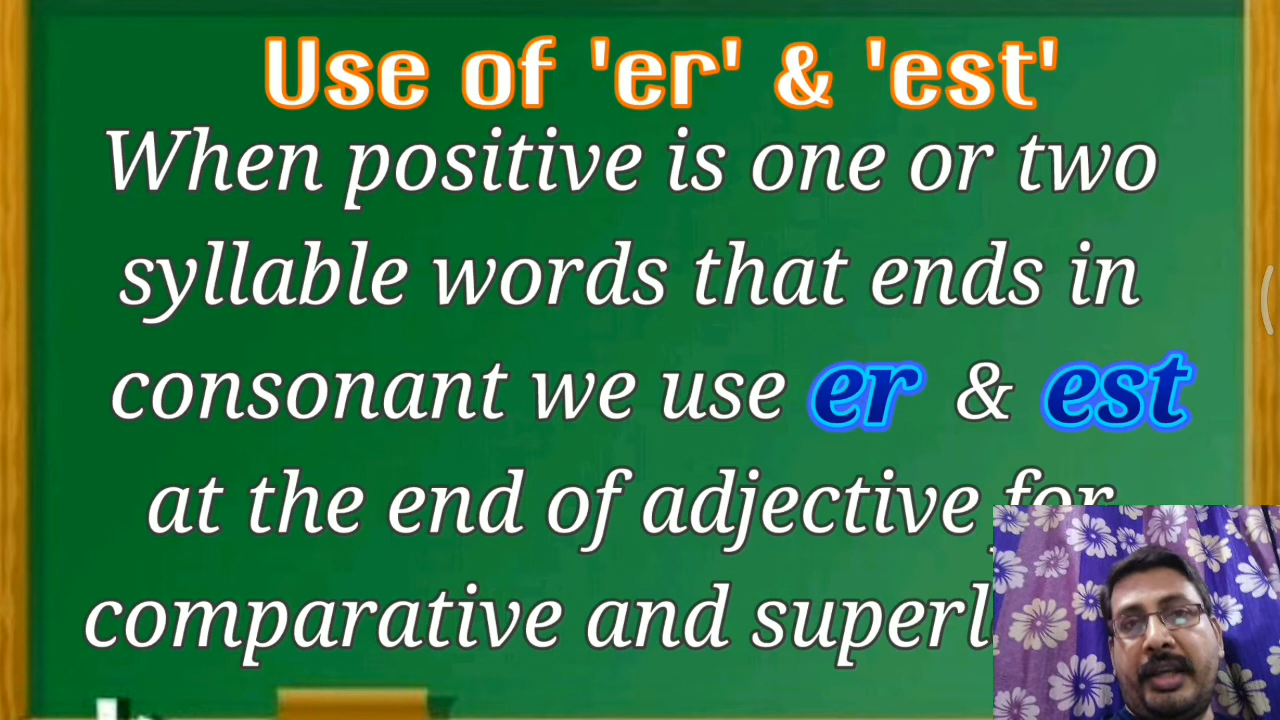 Use of 'er' & 'est'
When positive is one or two
syllable words that ends in
consonant we use er & est
at the end of adjective for
comparative and